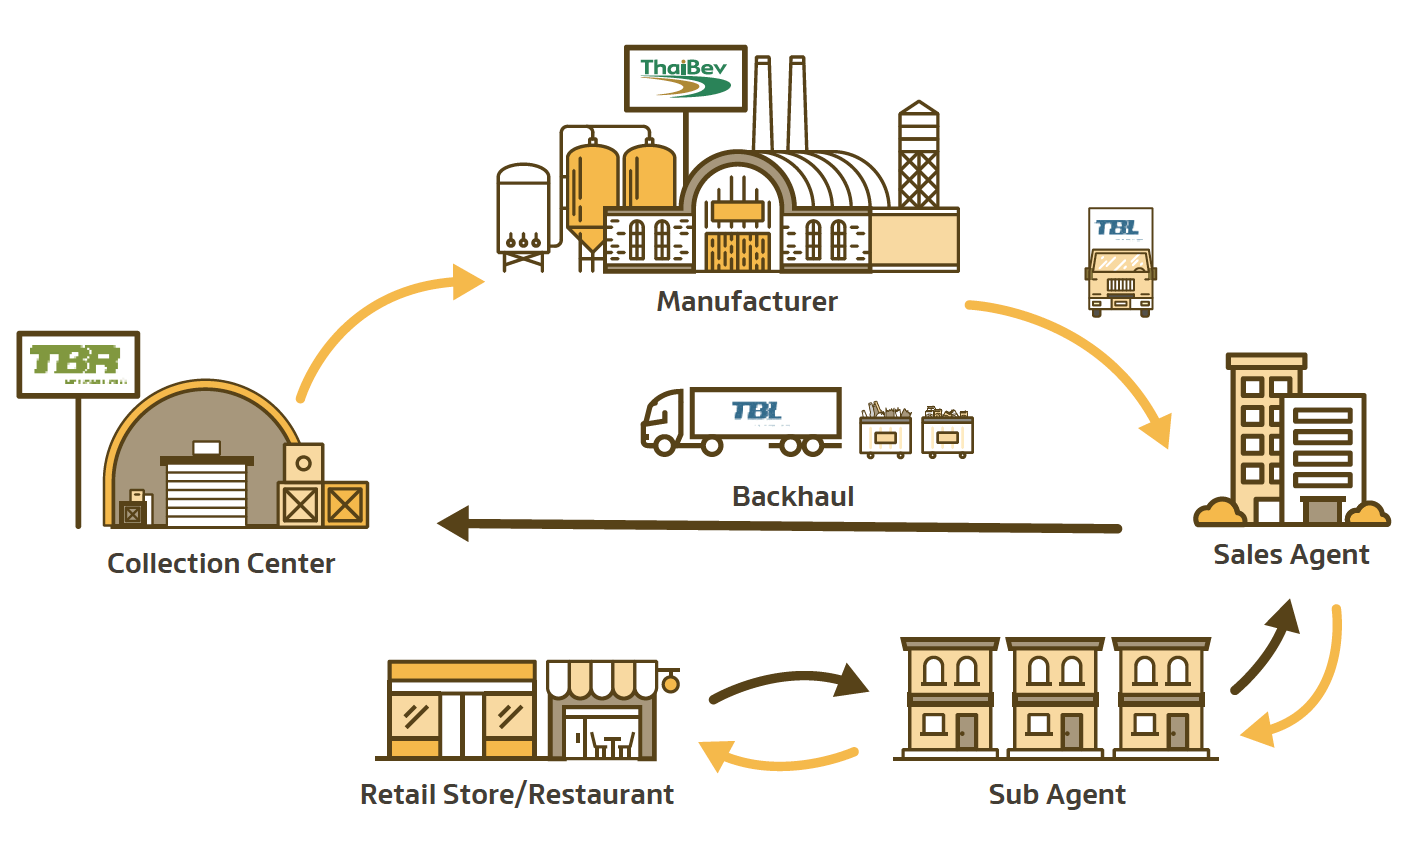 ThaiBev
TBL
Manufacturer
TBR
TBL
Backhaul
Collection Center
Sales Agent
Retail Store/Restaurant
Sub Agent